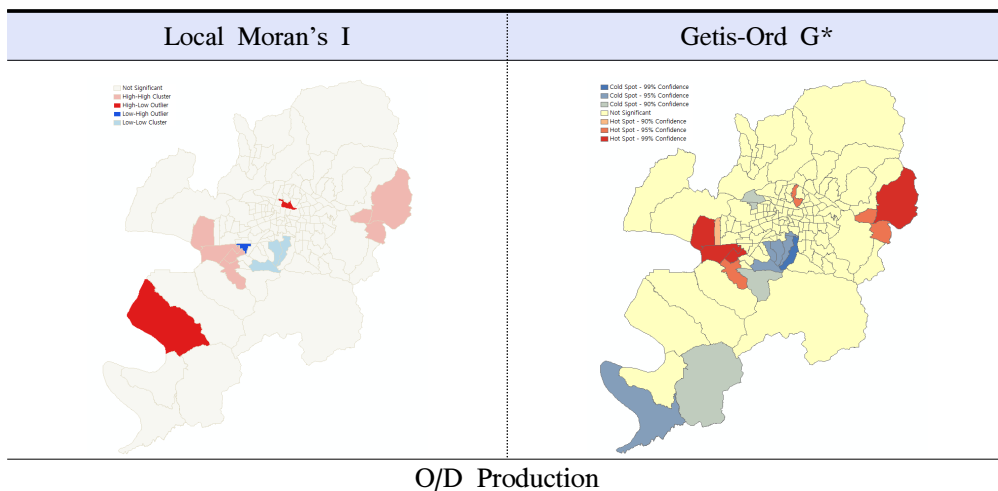 Local Moran's I
Getis-Ord G*
Not Significant
High-High Cluster
High-Low Outlier
Low-High Outlier
Low-Low Cluster
Cold Spot - 99% Confidence
Cold Spot - 95% Confidence
Cold Spot - 90% Confidence
Not Significant
Hot Spot - 90% Confidence
Hot Spot - 95% Confidence
Hot Spot - 99% Confidence
O/D Production